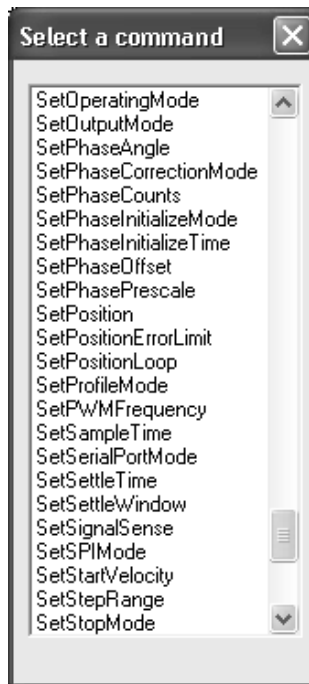 Select a command
SetOperatingMode
SetOutputMode
SetPhaseAngle
SetPhaseCorrectionMode
SetPhaseCounts
SetPhaseInitializeMode
SetPhaseInitializeTime
SetPhaseOffset
SetPhasePrescale
SetPosition
SetPositionErrorLimit
SetPositionLoop
SetProfileMode
SetPWMFrequency
SetSampleTime
SetSerialPortMode
SetSettleTime
SetSettleWindow
SetSignalSense
SetSPIMode
SetStartVelocity
SetStepRange
SetStopMode